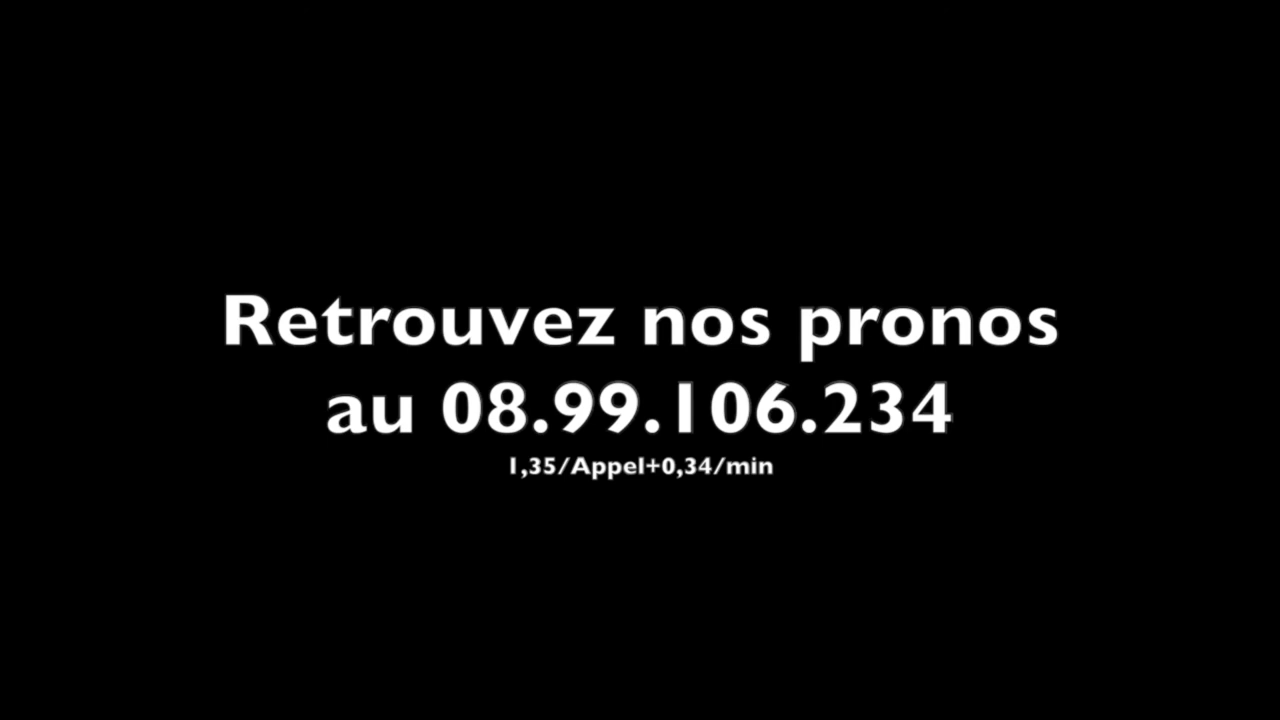 Retrouvez nos pronos
au 08.99.106.234
1,35/Appel+0,34/min